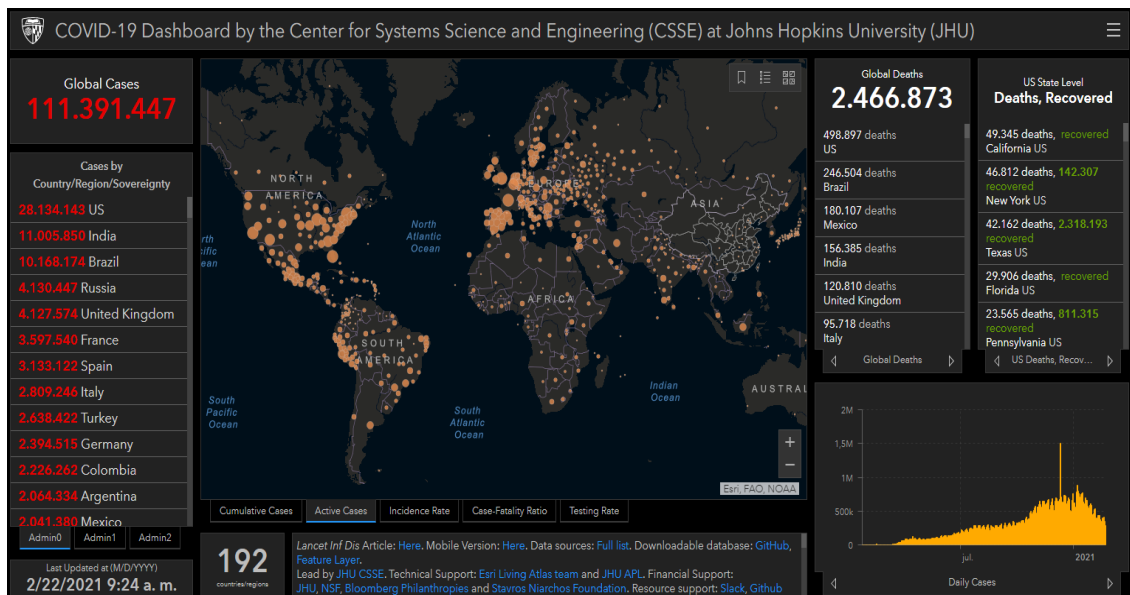 COVID-19 Dashboard by the Center for Systems Science and Engineering (CSSE) at Johns Hopkins University (JHU)
Global Cases
111.391.447
Cases by
Country/Region/Sovereignty
28.134.143 US
11.005.850 India
10.168.174 Brazil
4.130.447 Russia
4.127.574 United Kingdom
3.597.540 France
3.133.122 Spain
2.809.246 Italy
2.638.422 Turkey
2.394.515 Germany
2.226.262 Colombia
2.064.334 Argentina
2.041.380 Mexico
Admin0 Admin1 Admin2
Last Updated at (M/D/YYYY)
2/22/2021 9:24 a. m.
NORTH
AMERICA
North
Atlantic
Ocean
rth
ific
ean
EUROPE
ASIA
AFRICA
SOUTH
AMERICA
South
Pacific
Ocean
South
Atlantic
Ocean
Indian
Ocean
AUSTRAL
+
−
Esri, FAO, NOAA
Cumulative Cases Active Cases Incidence Rate Case-Fatality Ratio Testing Rate
192
countries/regions
Lancet Inf Dis Article: Here. Mobile Version: Here. Data sources: Full list. Downloadable database: GitHub,
Feature Layer.
Lead by JHU CSSE. Technical Support: Esri Living Atlas team and JHU APL. Financial Support:
JHU, NSF, Bloomberg Philanthropies and Stavros Niarchos Foundation. Resource support: Slack, Github
Global Deaths
2.466.873
498.897 deaths
US
246.504 deaths
Brazil
180.107 deaths
Mexico
156.385 deaths
India
120.810 deaths
United Kingdom
95.718 deaths
Italy
Global Deaths
US State Level
Deaths, Recovered
49.345 deaths, recovered
California US
46.812 deaths, 142.307
recovered
New York US
42.162 deaths, 2.318.193
recovered
Texas US
29.906 deaths, recovered
Florida US
23.565 deaths, 811.315
recovered
Pennsylvania US
US Deaths, Recov...
2M
1,5M
1M
500k
0
jul. 2021
Daily Cases